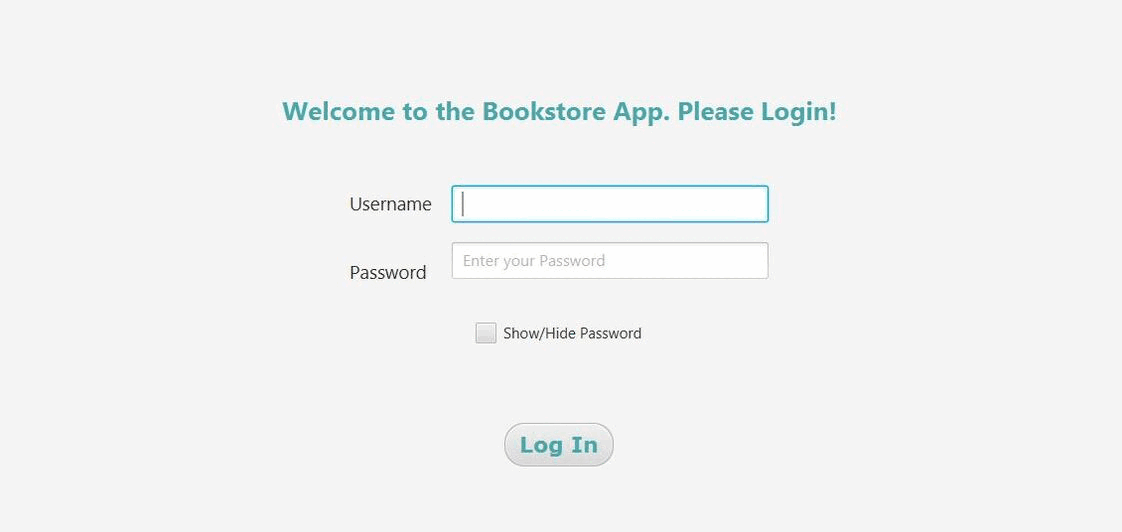 Welcome to the Bookstore App. Please Login!
Username
Password
Enter your Password
Show/Hide Password
Log In